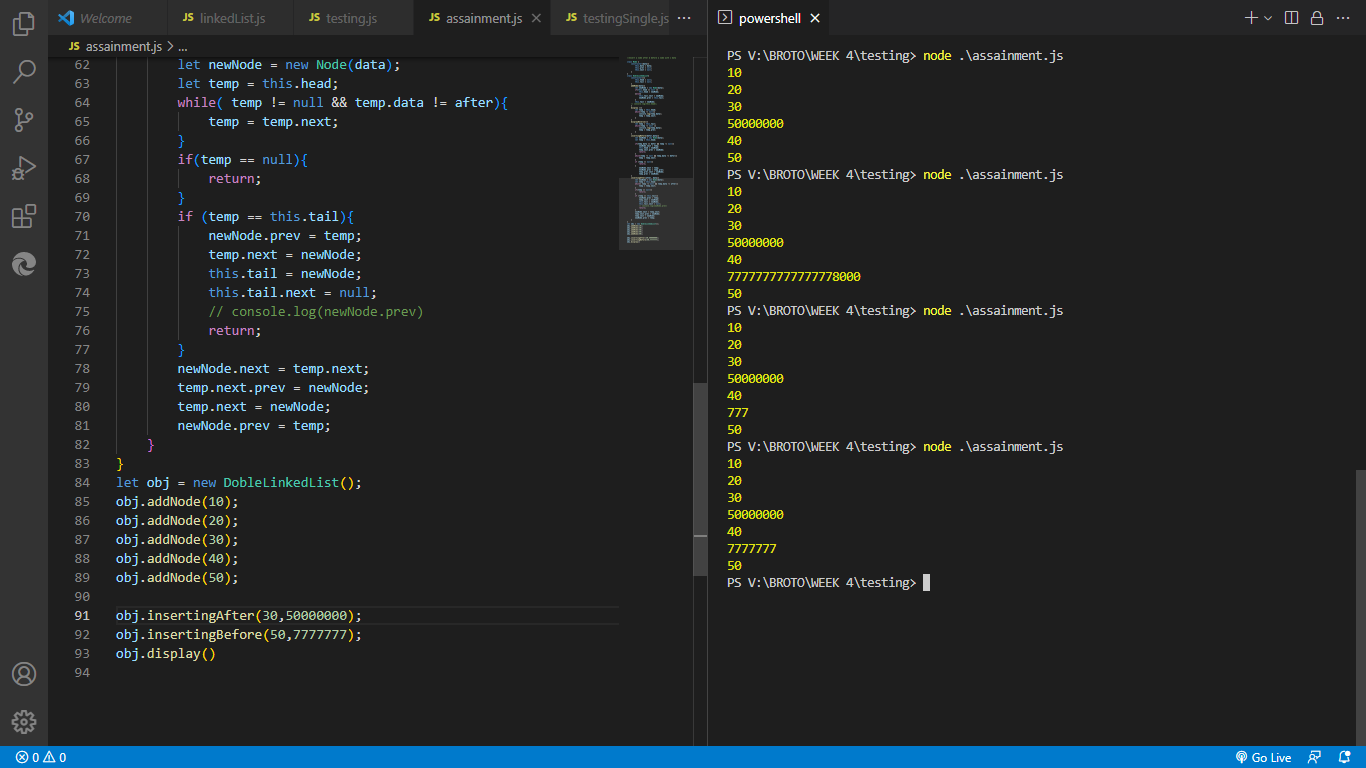 Welcome
JS linkedList.js
JS testing.js
JS assainment.js
JS testingSingle.js
powershell
JS assainment.js > ...
62 let newNode = new Node(data);
63 let temp = this.head;
64 while( temp != null && temp.data != after){
65 temp = temp.next;
66 }
67 if(temp == null){
68 return;
69 }
70 if (temp == this.tail){
71 newNode.prev = temp;
72 temp.next = newNode;
73 this.tail = newNode;
74 this.tail.next = null;
75 // console.log(newNode.prev)
76 return;
77 }
78 newNode.next = temp.next;
79 temp.next.prev = newNode;
80 temp.next = newNode;
81 newNode.prev = temp;
82 }
83 }
84 let obj = new DobleLinkedList();
85 obj.addNode(10);
86 obj.addNode(20);
87 obj.addNode(30);
88 obj.addNode(40);
89 obj.addNode(50);
90
91 obj.insertingAfter(30,50000000);
92 obj.insertingBefore(50,7777777);
93 obj.display()
94
PS V:\BROTO\WEEK 4\testing> node .\assainment.js
10
20
30
50000000
40
50
PS V:\BROTO\WEEK 4\testing> node .\assainment.js
10
20
30
50000000
40
7777777777777778000
50
PS V:\BROTO\WEEK 4\testing> node .\assainment.js
10
20
30
50000000
40
777
50
PS V:\BROTO\WEEK 4\testing> node .\assainment.js
10
20
30
50000000
40
7777777
50
PS V:\BROTO\WEEK 4\testing>
0 0
Go Live